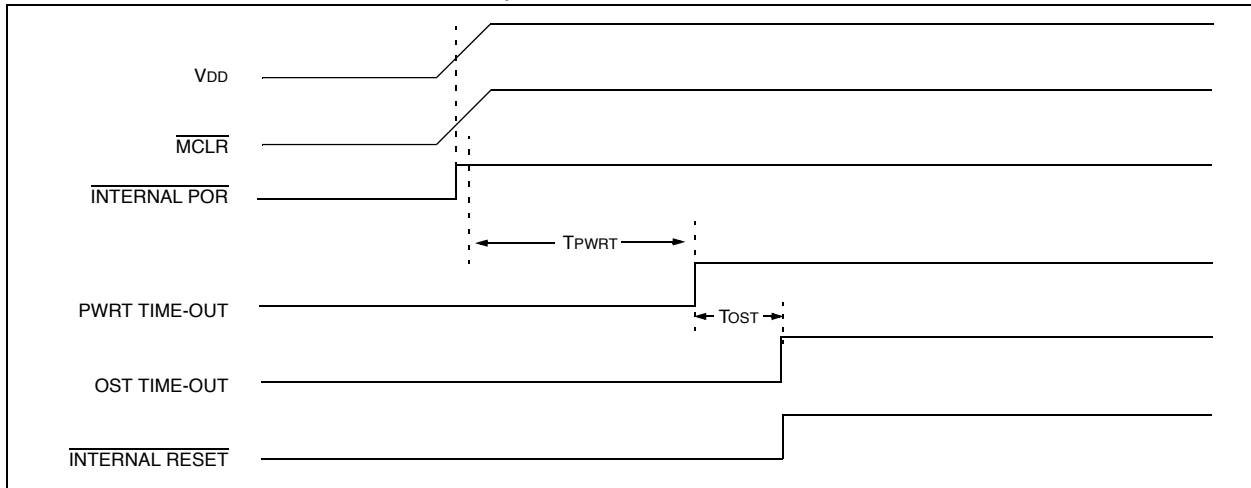 VDD
MCLR
INTERNAL POR
TPWRT
PWRT TIME-OUT
TOST
OST TIME-OUT
INTERNAL RESET